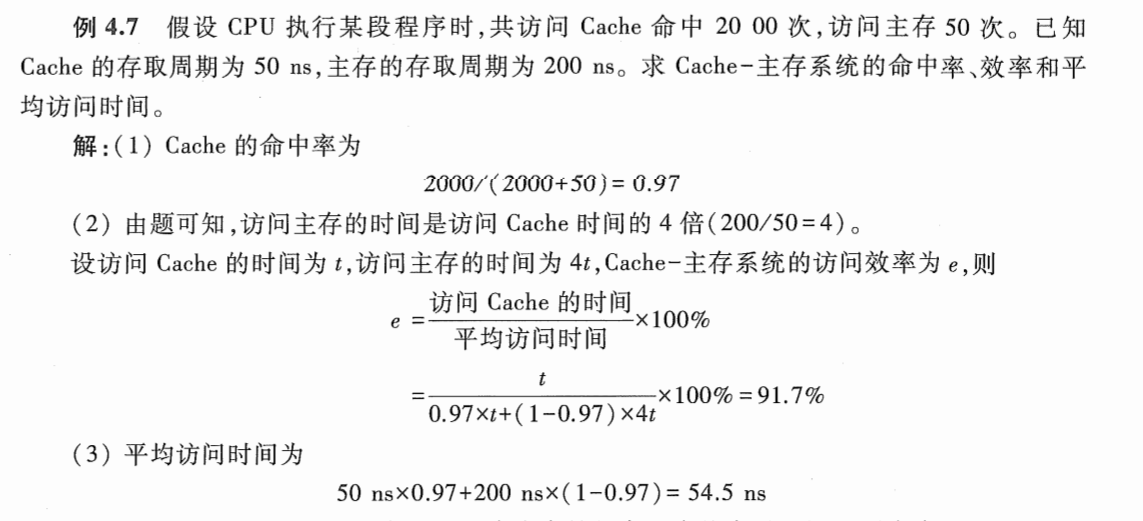 例 4.7 假设 CPU 执行某段程序时,共访问 Cache 命中 20 00 次,访问主存 50 次。已知
Cache 的存取周期为 50 ns,主存的存取周期为 200 ns。求 Cache-主存系统的命中率、效率和平
均访问时间。
解:(1) Cache 的命中率为
2000/(2000+50)= 0.97
(2) 由题可知,访问主存的时间是访问 Cache 时间的 4 倍(200/50=4)。
设访问 Cache 的时间为 t,访问主存的时间为 4t,Cache-主存系统的访问效率为 e,则
访问 Cache 的时间
e = ×100%
平均访问时间
t
= ×100% = 91.7%
0.97×t+(1-0.97)×4t
(3) 平均访问时间为
50 ns×0.97+200 ns×(1-0.97)= 54.5 ns